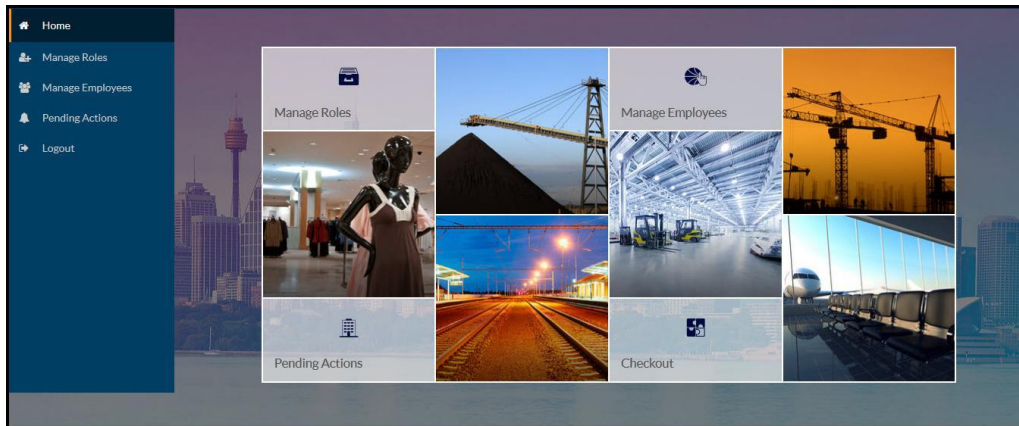 Home
Manage Roles
Manage Employees
Pending Actions
Logout
Manage Roles
Manage Employees
Pending Actions
Checkout